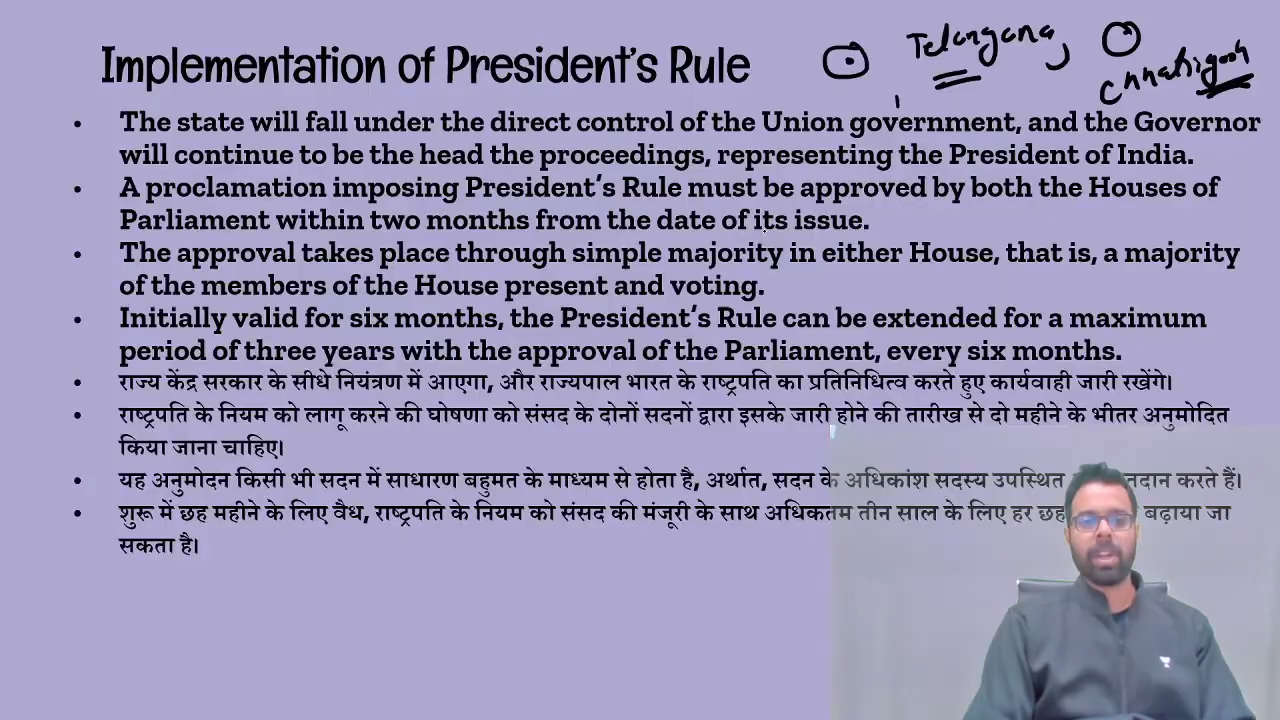 Implementation of President's Rule
Telangana,
Chhatisgarh
• The state will fall under the direct control of the Union government, and the Governor
will continue to be the head the proceedings, representing the President of India.
• A proclamation imposing President's Rule must be approved by both the Houses of
Parliament within two months from the date of its issue.
• The approval takes place through simple majority in either House, that is, a majority
of the members of the House present and voting.
• Initially valid for six months, the President's Rule can be extended for a maximum
period of three years with the approval of the Parliament, every six months.
• राज्य केंद्र सरकार के सीधे नियंत्रण में आएगा, और राज्यपाल भारत के राष्ट्रपति का प्रतिनिधित्व करते हुए कार्यवाही जारी रखेंगे।
• राष्ट्रपति के नियम को लागू करने की घोषणा को संसद के दोनों सदनों द्वारा इसके जारी होने की तारीख से दो महीने के भीतर अनुमोदित
किया जाना चाहिए।
• यह अनुमोदन किसी भी सदन में साधारण बहुमत के माध्यम से होता है, अर्थात, सदन के अधिकांश सदस्य उपस्थित करते हैं।
• शुरू में छह महीने के लिए वैध, राष्ट्रपति के नियम को संसद की मंजूरी के साथ अधिकतम तीन साल के लिए हर छह बढ़ाया जा
सकता है।